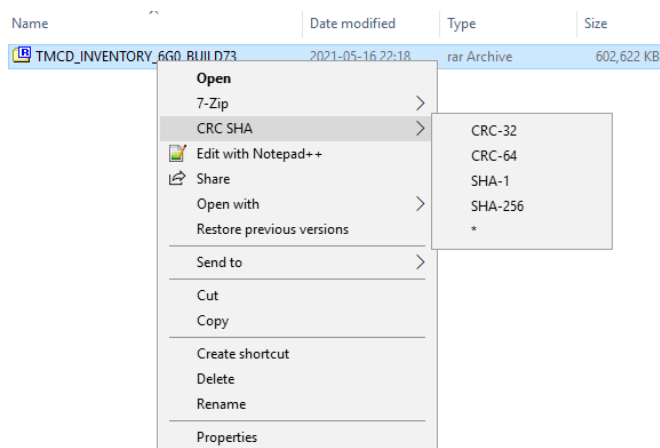 Name Date modified Type Size
TMCD_INVENTORY_6G0_BUILD73 2021-05-16 22:18 rar Archive 602,622 KB
Open
7-Zip
CRC SHA
CRC-32
Edit with Notepad++
CRC-64
Share
SHA-1
Open with
SHA-256
Restore previous versions
*
Send to
Cut
Copy
Create shortcut
Delete
Rename
Properties